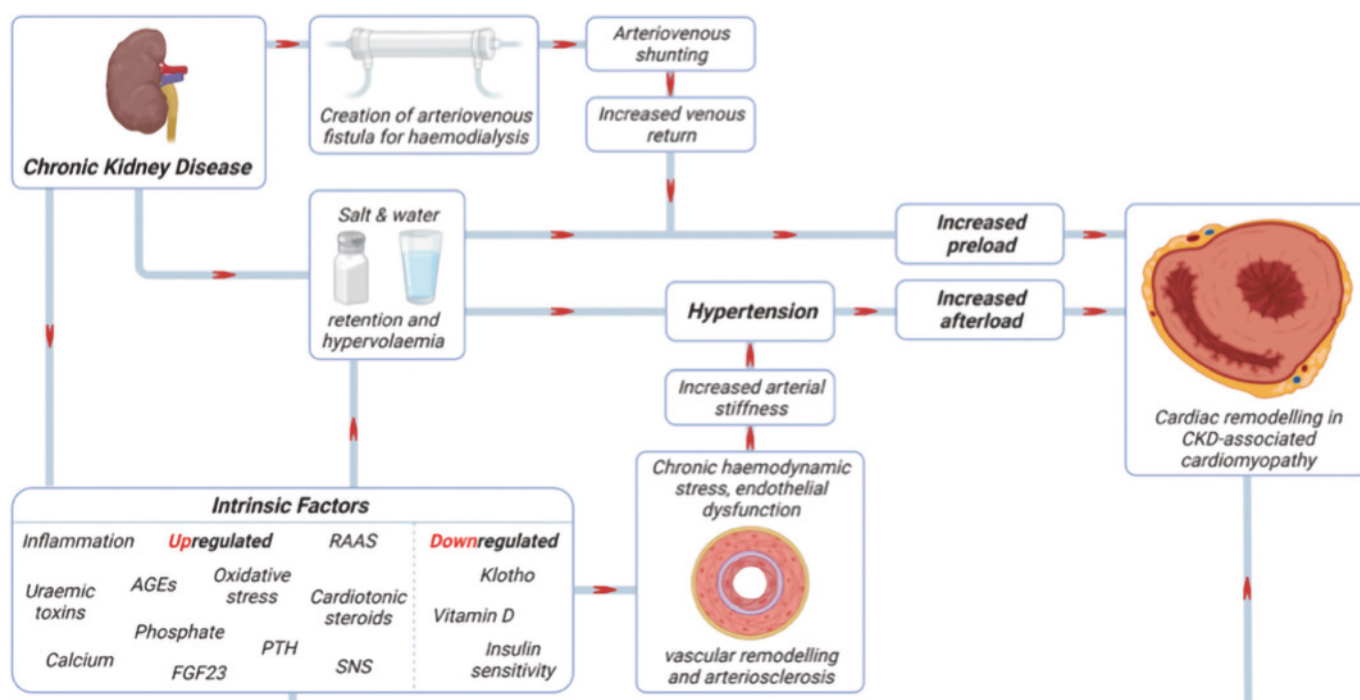 Chronic Kidney Disease
Creation of arteriovenous
fistula for haemodialysis
Arteriovenous
shunting
Increased venous
return
Salt & water
retention and
hypervolaemia
Increased
preload
Hypertension
Increased
afterload
Increased arterial
stiffness
Cardiac remodelling in
CKD-associated
cardiomyopathy
Chronic haemodynamic
stress, endothelial
dysfunction
vascular remodelling
and arteriosclerosis
Intrinsic Factors
Inflammation
Upregulated
RAAS
Uraemic
toxins
AGEs
Oxidative
stress
Cardiotonic
steroids
Phosphate
PTH
Calcium
FGF23
SNS
Downregulated
Klotho
Vitamin D
Insulin
sensitivity